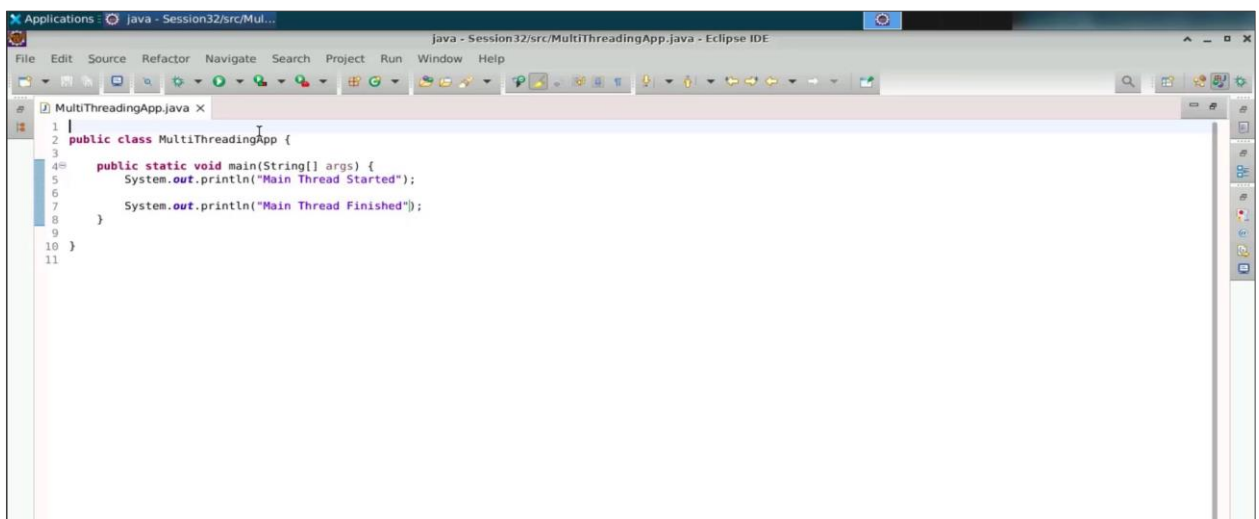 Applications : java - Session32/src/Mul...
java - Session32/src/MultiThreadingApp.java - Eclipse IDE
File Edit Source Refactor Navigate Search Project Run Window Help
MultiThreadingApp.java
1
2 public class MultiThreadingApp {
3
4 public static void main(String[] args) {
5 System.out.println("Main Thread Started");
6
7 System.out.println("Main Thread Finished");
8 }
9
10 }
11